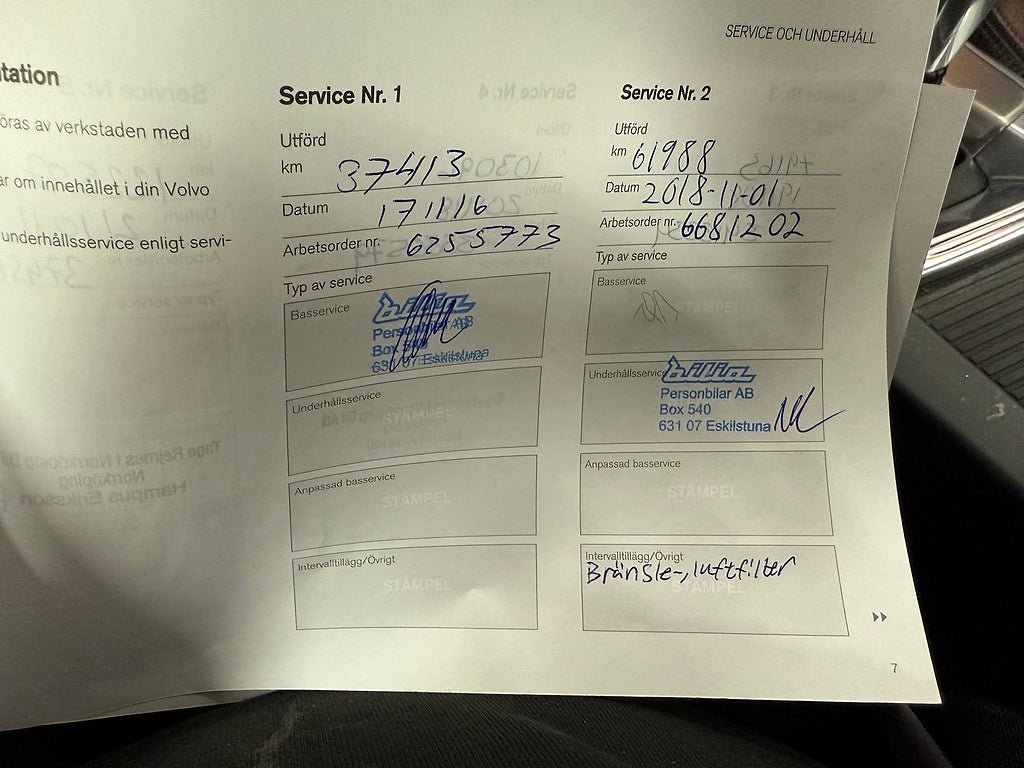 SERVICE OCH UNDERHÅLL
tation
öras av verkstaden med
ar om innehållet i din Volvo
underhållsservice enligt servi-
Service Nr. 1
Utförd
km 37413
Datum 171116
Arbetsorder nr. 6255773
Typ av service
Basservice
bilia
Personbilar AB
Box 540
631 07 Eskilstuna
Underhållsservice
STÄMPEL
Anpassad basservice
STÄMPEL
Intervalltillägg/Övrigt
STÄMPEL
Service Nr. 2
Utförd
km 61988
Datum 2018-11-01
Arbetsorder nr. 6681202
Typ av service
Basservice
STÄMPEL
Underhållsservice
bilia
Personbilar AB
Box 540
631 07 Eskilstuna
Anpassad basservice
STÄMPEL
Intervalltillägg/Övrigt
Bränsle-, luftfilter
STÄMPEL
7